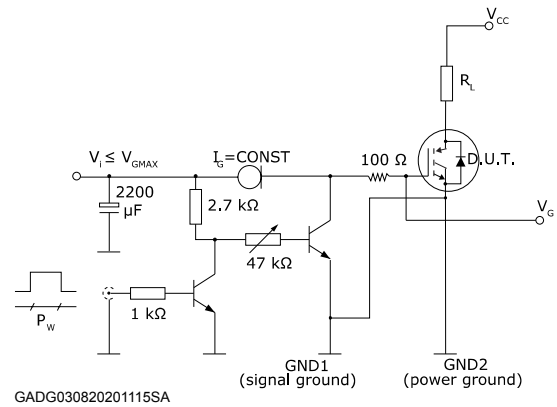 V_CC
R_L
V_i ≤ V_GMAX
I_G=CONST
100 Ω
D.U.T.
2200
μF
2.7 kΩ
V_G
47 kΩ
1 kΩ
P_W
GND1
(signal ground)
GND2
(power ground)
GADG030820201115SA